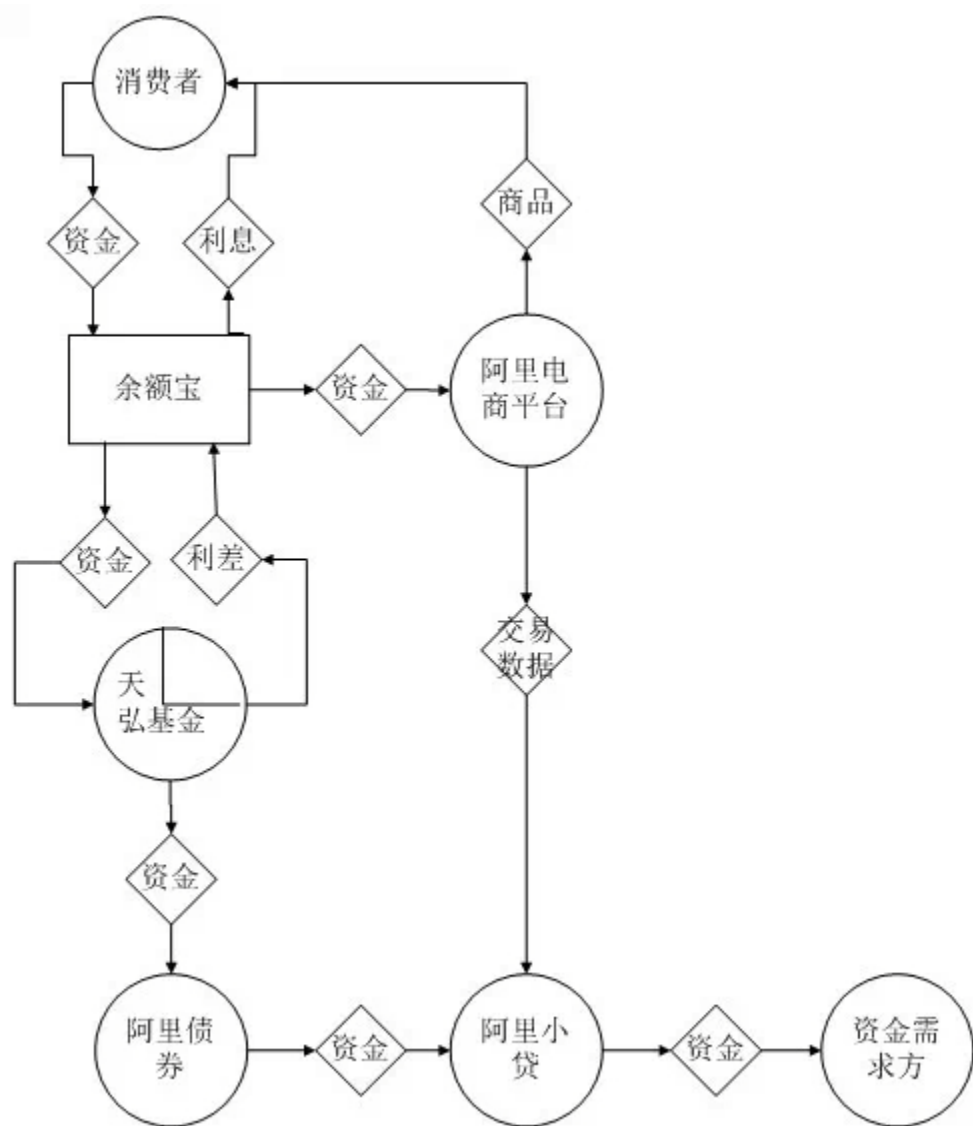 消费者
商品
资金
利息
余额宝
资金
阿里电
商平台
资金
利差
交易
数据
天
弘基金
资金
阿里债
券
资金
阿里小
贷
资金
资金需
求方